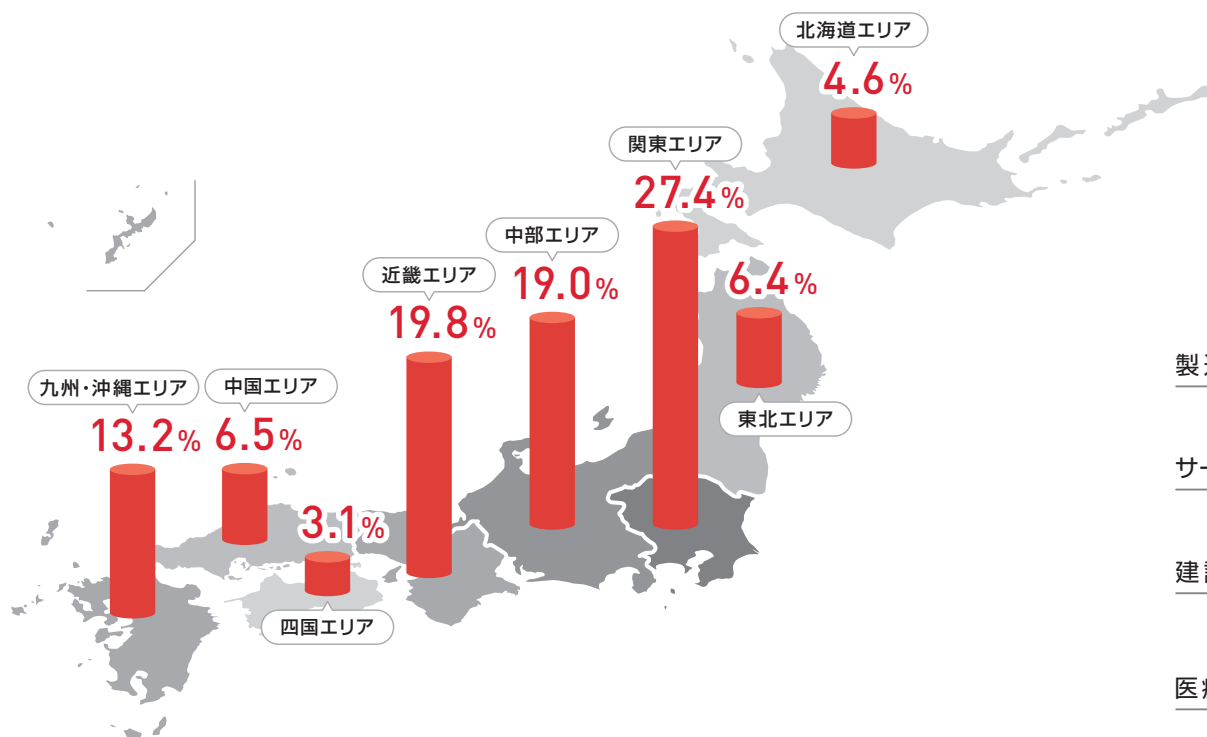 北海道エリア
4.6%
関東エリア
27.4%
中部エリア
19.0%
近畿エリア
19.8%
6.4%
東北エリア
九州・沖縄エリア
13.2%
中国エリア
6.5%
3.1%
四国エリア
製
サー
建
医